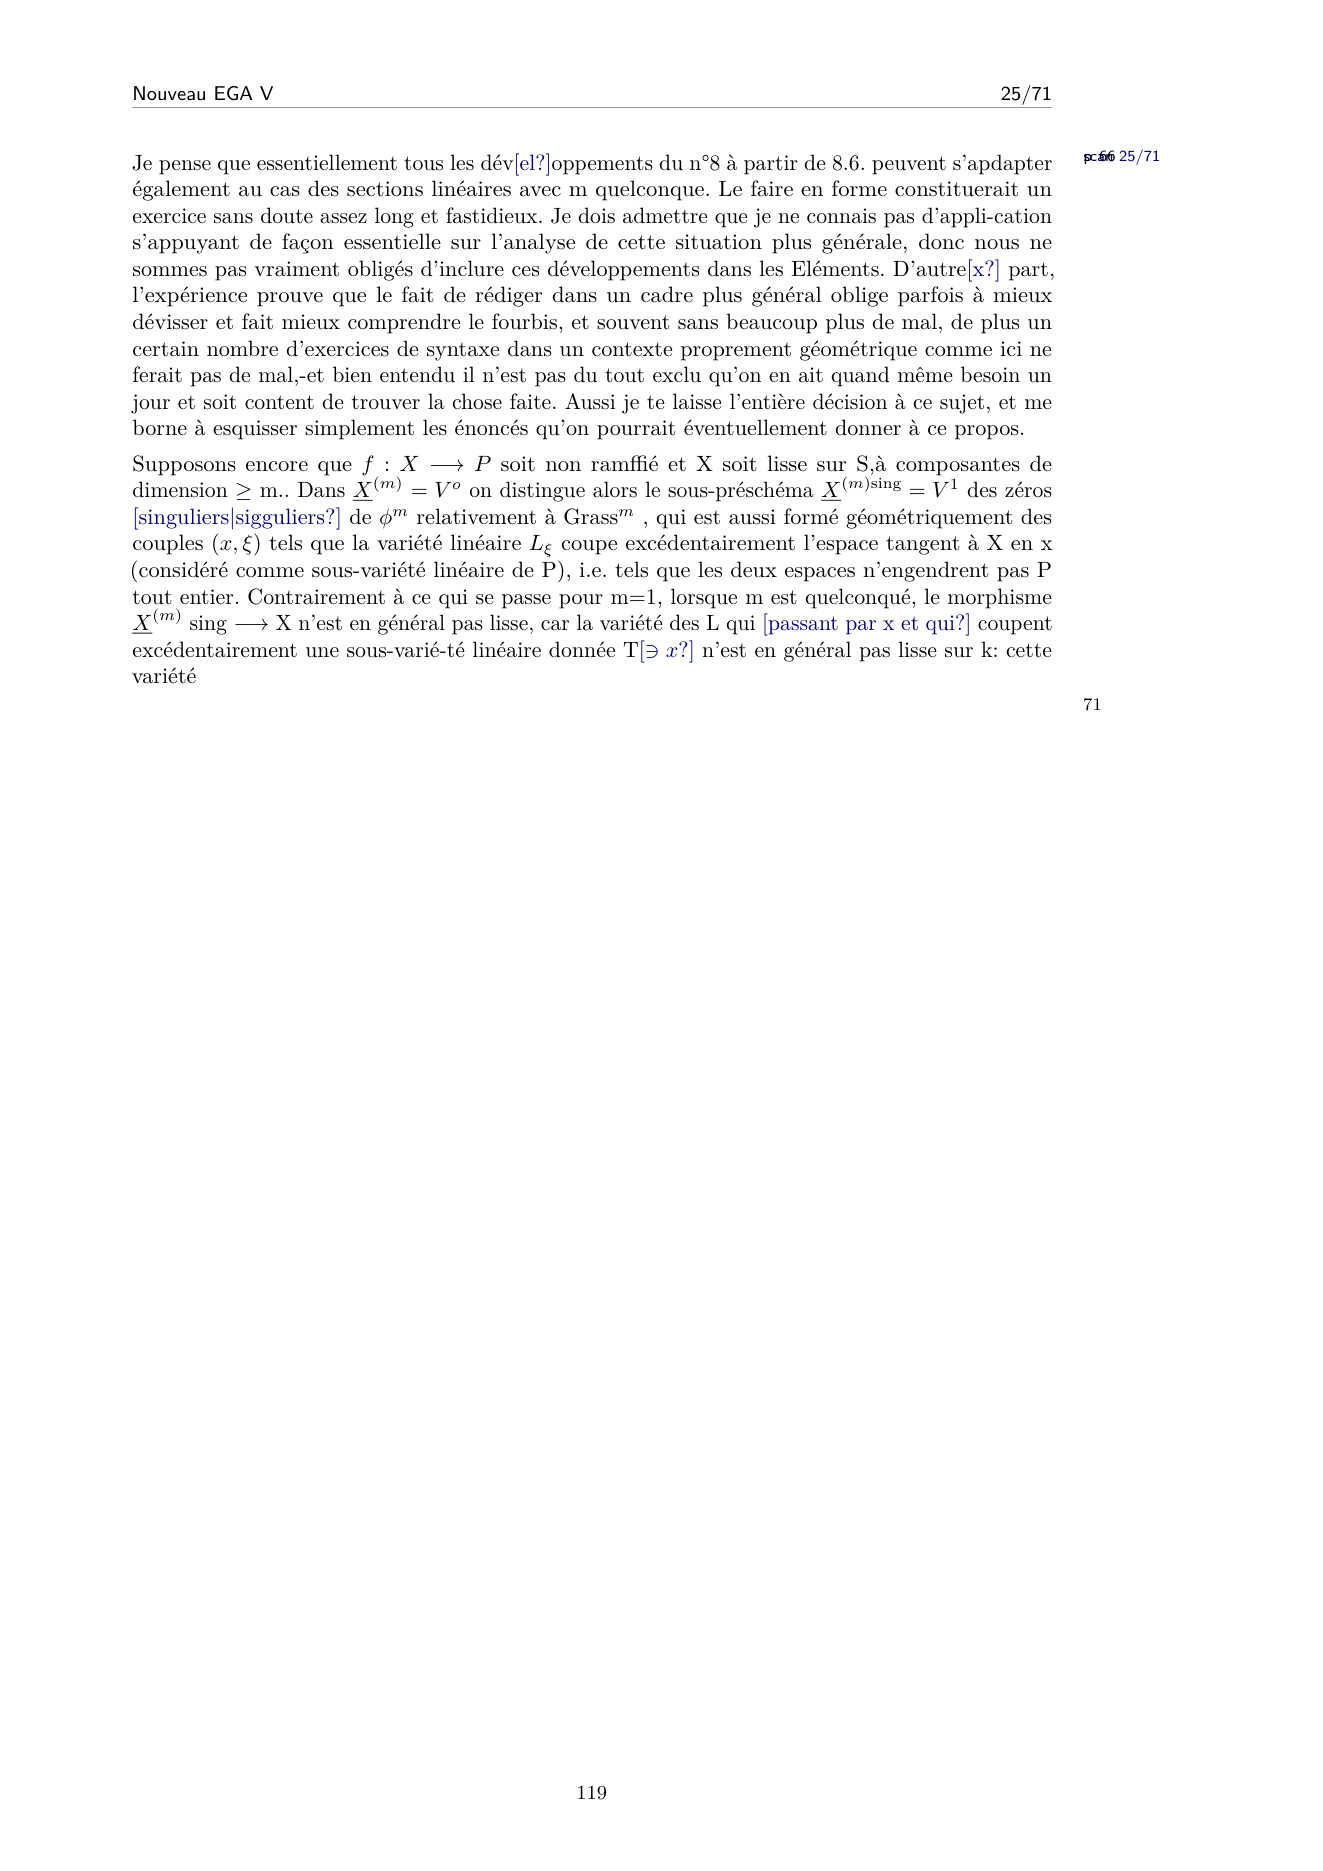 Nouveau EGA V 25/71
Je pense que essentiellement tous les dév[el?]oppements du n°8 à partir de 8.6. peuvent s'apdapter
25/71
également au cas des sections linéaires avec m quelconque. Le faire en forme constituerait un
exercice sans doute assez long et fastidieux. Je dois admettre que je ne connais pas d'appli-cation
s'appuyant de façon essentielle sur l'analyse de cette situation plus générale, donc nous ne
sommes pas vraiment obligés d'inclure ces développements dans les Eléments. D'autre[x?] part,
l'expérience prouve que le fait de rédiger dans un cadre plus général oblige parfois à mieux
dévisser et fait mieux comprendre le fourbis, et souvent sans beaucoup plus de mal, de plus un
certain nombre d'exercices de syntaxe dans un contexte proprement géométrique comme ici ne
ferait pas de mal,-et bien entendu il n'est pas du tout exclu qu'on en ait quand même besoin un
jour et soit content de trouver la chose faite. Aussi je te laisse l'entière décision à ce sujet, et me
borne à esquisser simplement les énoncés qu'on pourrait éventuellement donner à ce propos.
Supposons encore que f : X ⟶ P soit non ramffié et X soit lisse sur S,à composantes de
dimension ≥ m.. Dans X^(m) = V^o on distingue alors le sous-préschéma X^(m)sing = V^1 des zéros
[singuliers|sigguliers?] de ϕ^m relativement à Grass^m , qui est aussi formé géométriquement des
couples (x, ξ) tels que la variété linéaire L_ξ coupe excédentairement l'espace tangent à X en x
(considéré comme sous-variété linéaire de P), i.e. tels que les deux espaces n'engendrent pas P
tout entier. Contrairement à ce qui se passe pour m=1, lorsque m est quelconqué, le morphisme
X^(m) sing ⟶ X n'est en général pas lisse, car la variété des L qui [passant par x et qui?] coupent
excédentairement une sous-varié-té linéaire donnée T[∋ x?] n'est en général pas lisse sur k: cette
variété
71
119